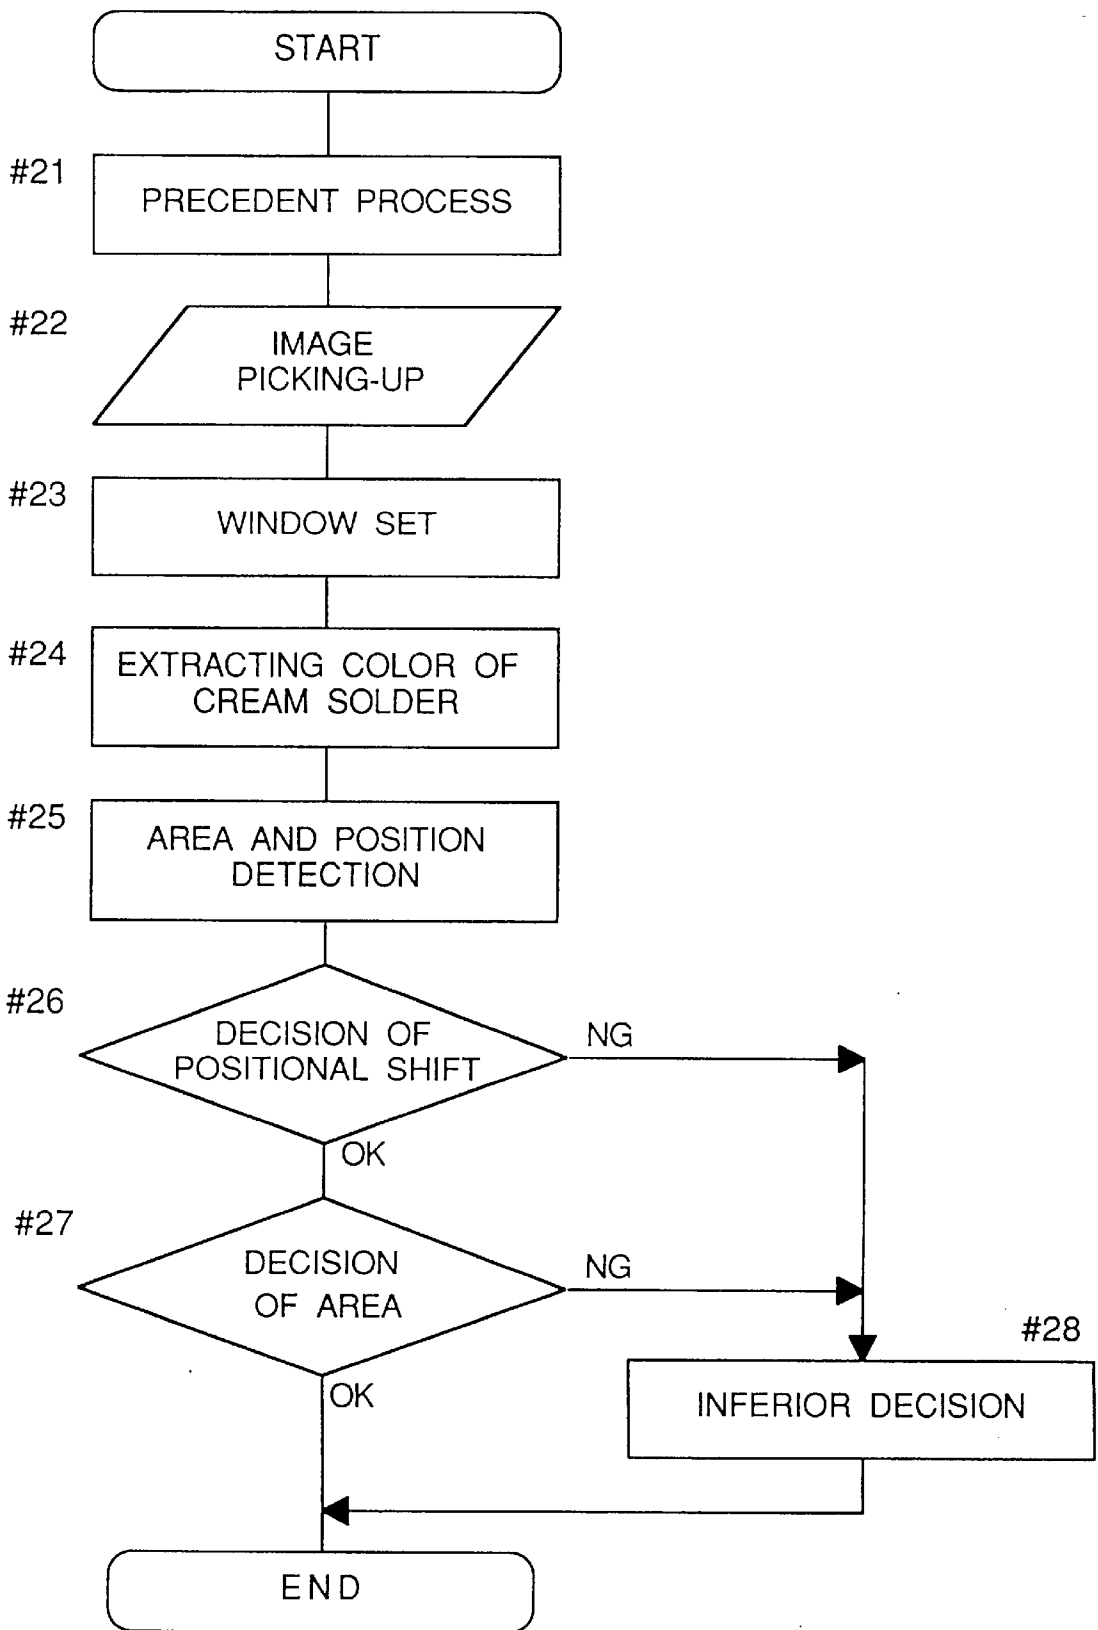 START
#21
PRECEDENT PROCESS
#22
IMAGE
PICKING-UP
#23
WINDOW SET
#24
EXTRACTING COLOR OF
CREAM SOLDER
#25
AREA AND POSITION
DETECTION
#26
DECISION OF
POSITIONAL SHIFT
NG
OK
#27
DECISION
OF AREA
NG
OK
#28
INFERIOR DECISION
END